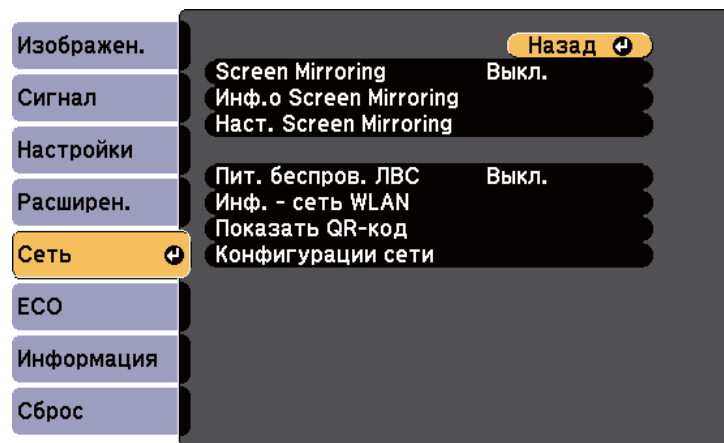 Изображен.
Сигнал
Настройки
Расширен.
Сеть
ECO
Информация
Сброс
Назад
Screen Mirroring Выкл.
Инф.о Screen Mirroring
Наст. Screen Mirroring
Пит. беспров. ЛВС Выкл.
Инф. - сеть WLAN
Показать QR-код
Конфигурации сети